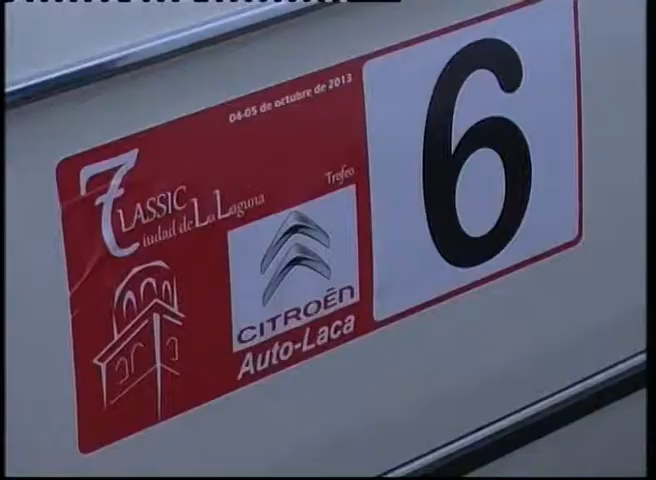 04-05 de octubre de 2013
7 CLASSIC
Ciudad de La Laguna
Trofeo
CITROËN
Auto-Laca
6